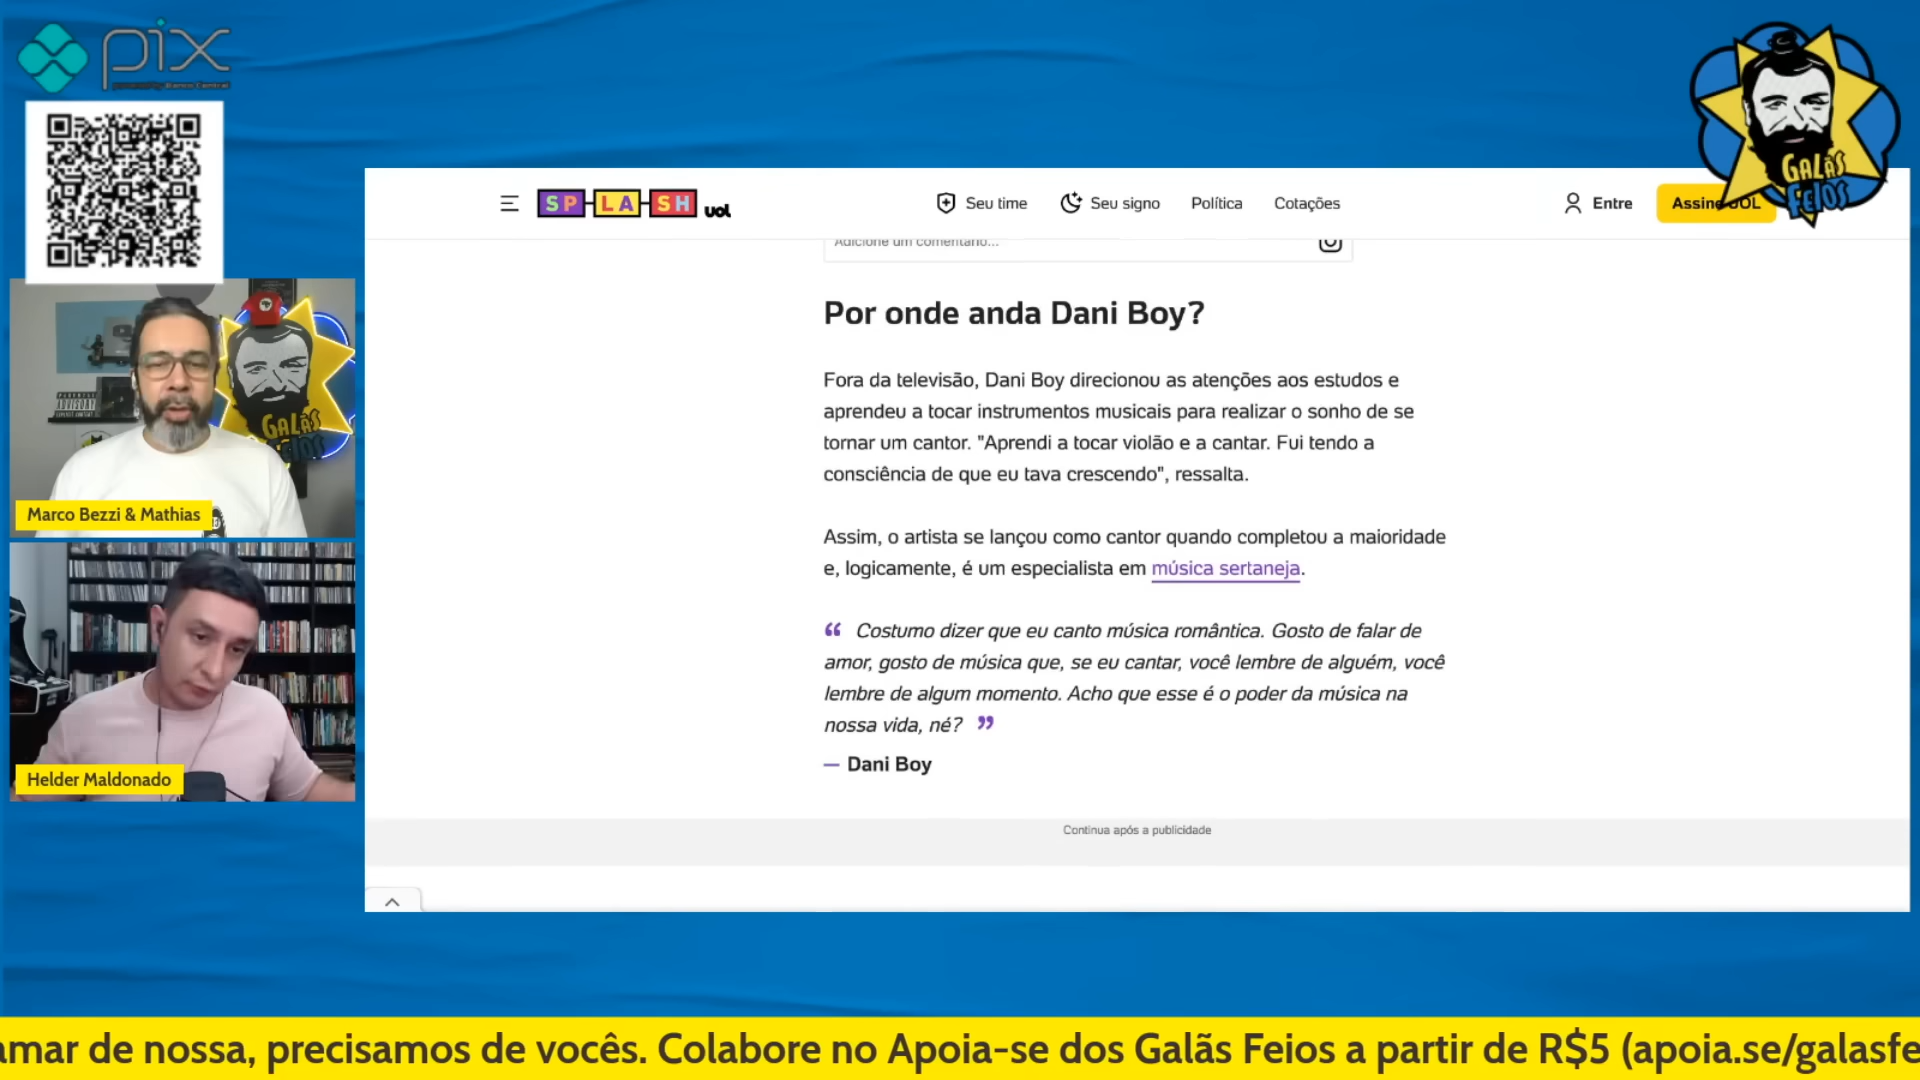 pix
powered by Banco Central
GALÃS
FEIOS
SPLASH uol
Seu time
Seu signo
Política
Cotações
Entre
Assine UOL
Adicione um comentário...
Por onde anda Dani Boy?
Fora da televisão, Dani Boy direcionou as atenções aos estudos e
aprendeu a tocar instrumentos musicais para realizar o sonho de se
tornar um cantor. "Aprendi a tocar violão e a cantar. Fui tendo a
consciência de que eu tava crescendo", ressalta.
Assim, o artista se lançou como cantor quando completou a maioridade
e, logicamente, é um especialista em música sertaneja.
“ Costumo dizer que eu canto música romântica. Gosto de falar de
amor, gosto de música que, se eu cantar, você lembre de alguém, você
lembre de algum momento. Acho que esse é o poder da música na
nossa vida, né? ”
— Dani Boy
Continua após a publicidade
GALÃS
FEIOS
Marco Bezzi & Mathias
Helder Maldonado
amar de nossa, precisamos de vocês. Colabore no Apoia-se dos Galãs Feios a partir de R$5 (apoia.se/galasfe